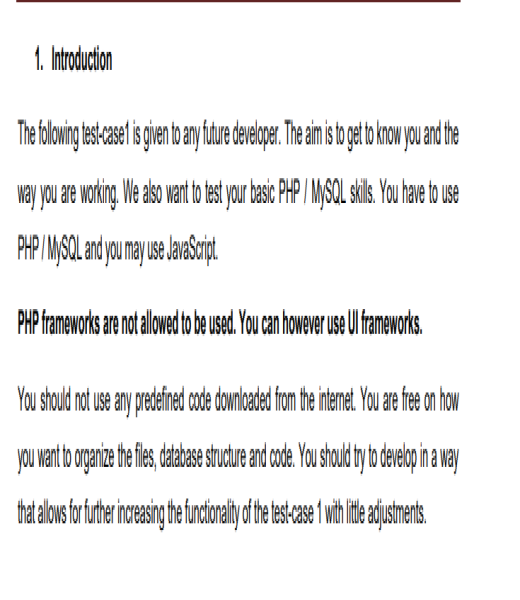 1. Introduction
The following test-case1 is given to any future developer. The aim is to get to know you and the
way you are working. We also want to test your basic PHP / MySQL skills. You have to use
PHP / MySQL and you may use JavaScript.
PHP frameworks are not allowed to be used. You can however use UI frameworks.
You should not use any predefined code downloaded from the internet. You are free on how
you want to organize the files, database structure and code. You should try to develop in a way
that allows for further increasing the functionality of the test-case 1 with little adjustments.